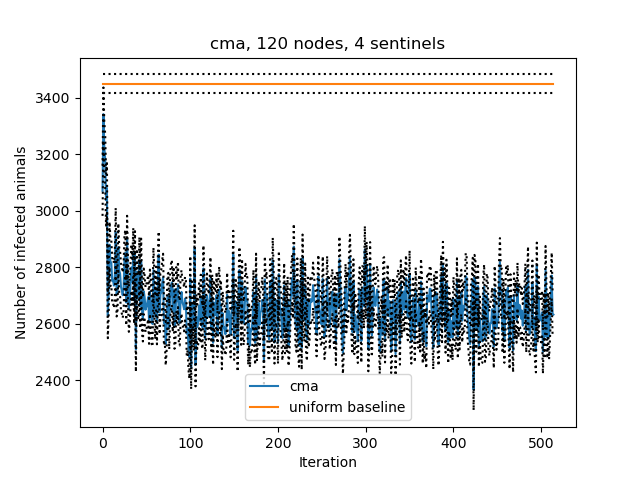 cma, 120 nodes, 4 sentinels
Number of infected animals
3400
3200
3000
2800
2600
2400
cma
uniform baseline
0 100 200 300 400 500
Iteration